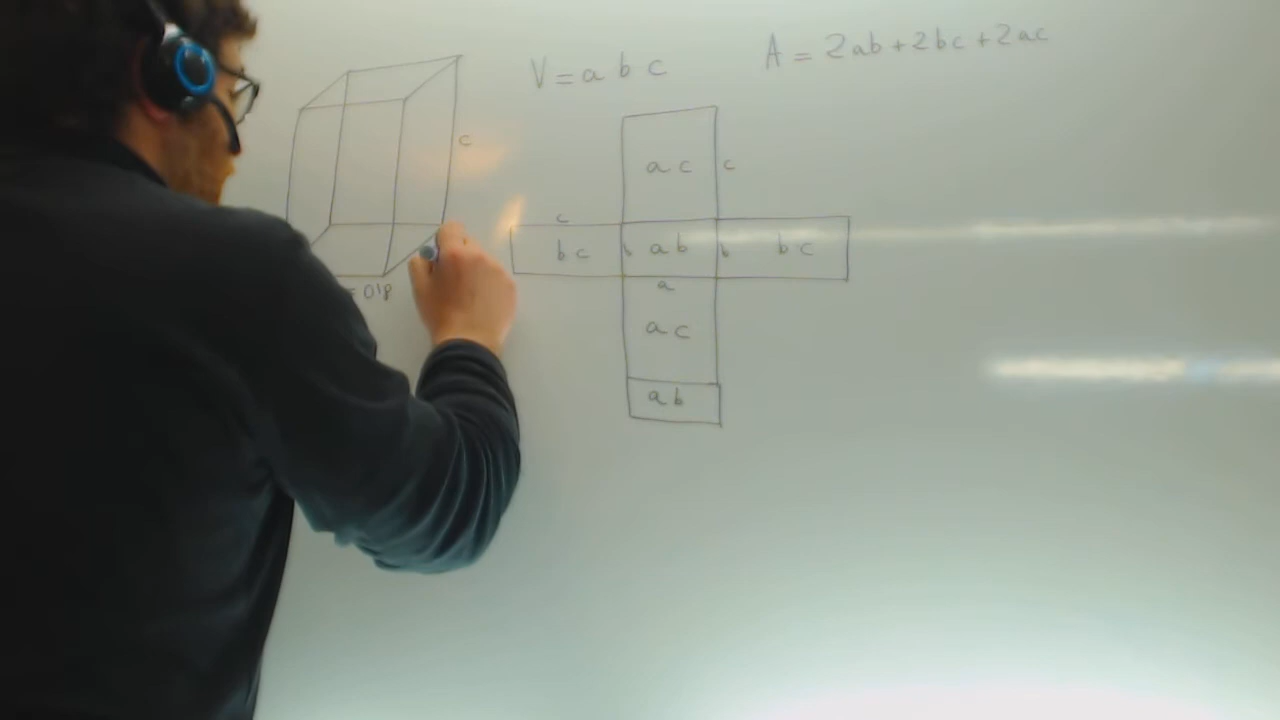 V = a b c
A = 2ab + 2bc + 2ac
c
a c
c
c
b c
b
a b
b
b c
a
a c
a b